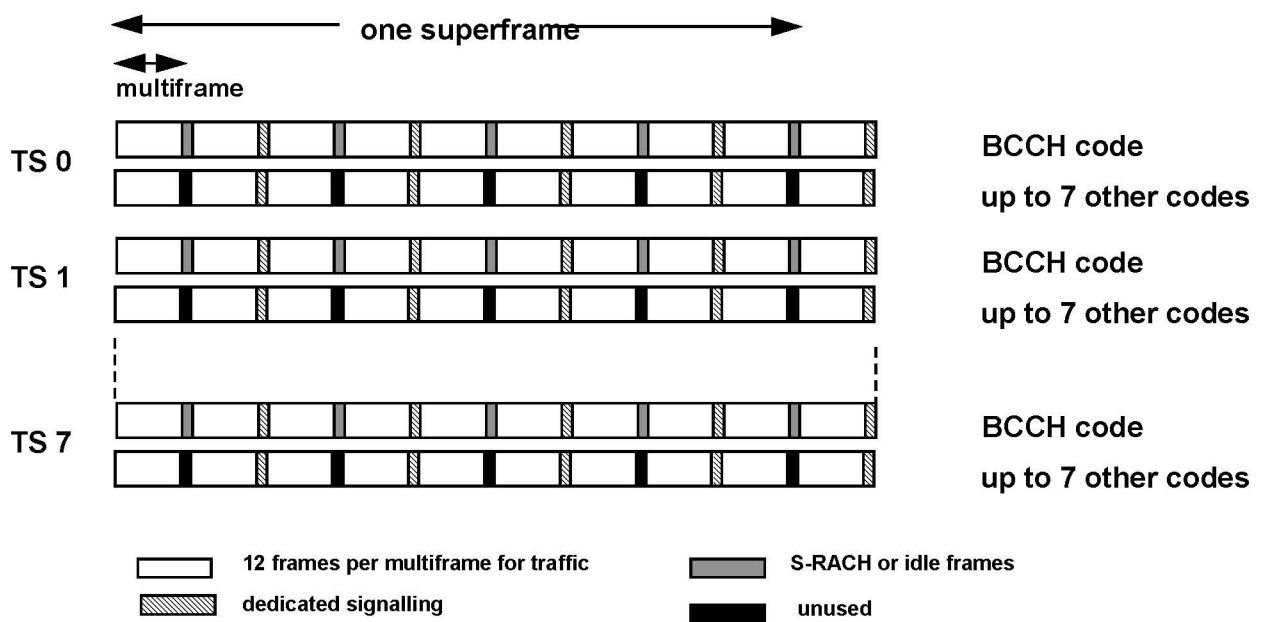 one superframe
multiframe
TS 0
BCCH code
up to 7 other codes
TS 1
BCCH code
up to 7 other codes
TS 7
BCCH code
up to 7 other codes
12 frames per multiframe for traffic
S-RACH or idle frames
dedicated signalling
unused